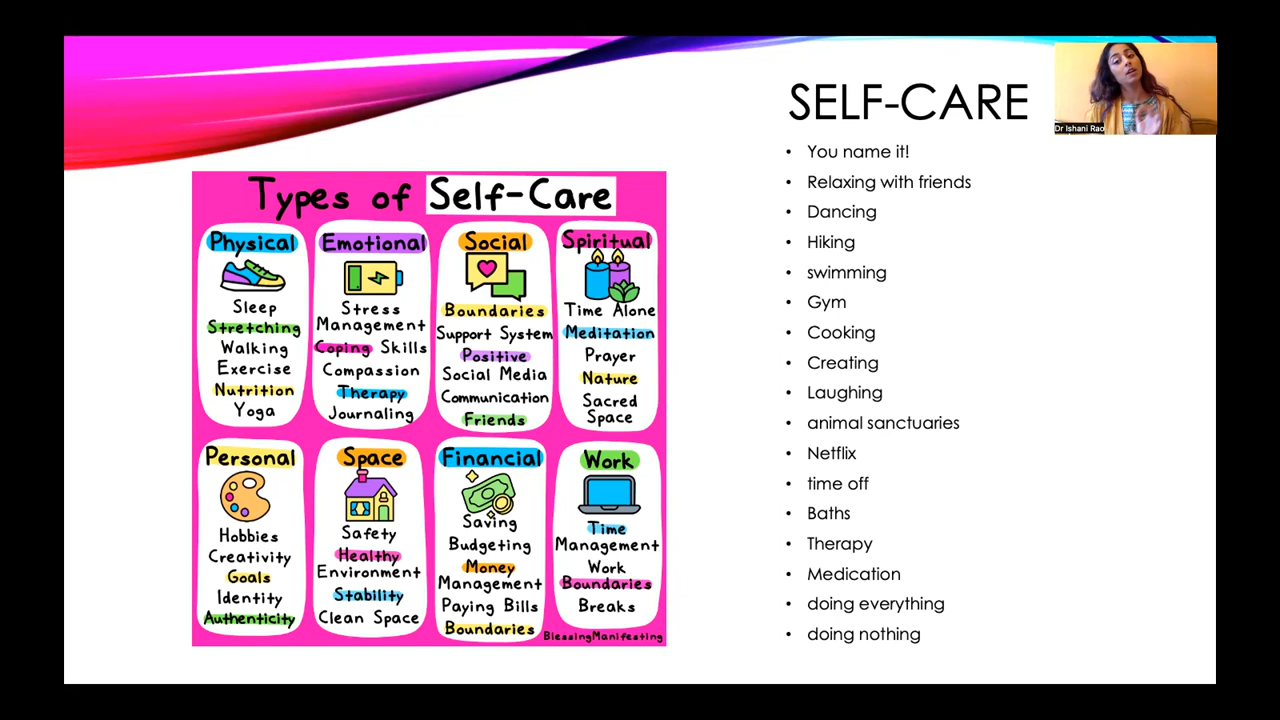 SELF-CARE
Dr Ishani Rao
• You name it!
• Relaxing with friends
• Dancing
• Hiking
• swimming
• Gym
• Cooking
• Creating
• Laughing
• animal sanctuaries
• Netflix
• time off
• Baths
• Therapy
• Medication
• doing everything
• doing nothing
Types of Self-Care
Physical
Sleep
Stretching
Walking
Exercise
Nutrition
Yoga
Emotional
Stress
Management
Coping Skills
Compassion
Therapy
Journaling
Social
Boundaries
Support System
Positive
Social Media
Communication
Friends
Spiritual
Time Alone
Meditation
Prayer
Nature
Sacred
Space
Personal
Hobbies
Creativity
Goals
Identity
Authenticity
Space
Safety
Healthy
Environment
Stability
Clean Space
Financial
Saving
Budgeting
Money
Management
Paying Bills
Boundaries
Work
Time
Management
Work
Boundaries
Breaks
BlessingManifesting